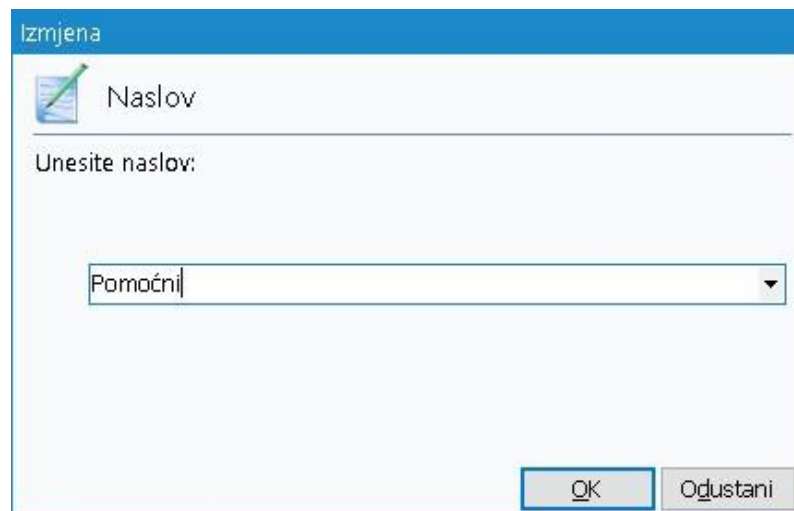 Izmjena
Naslov
Unesite naslov:
Pomoćni
OK
Odustani